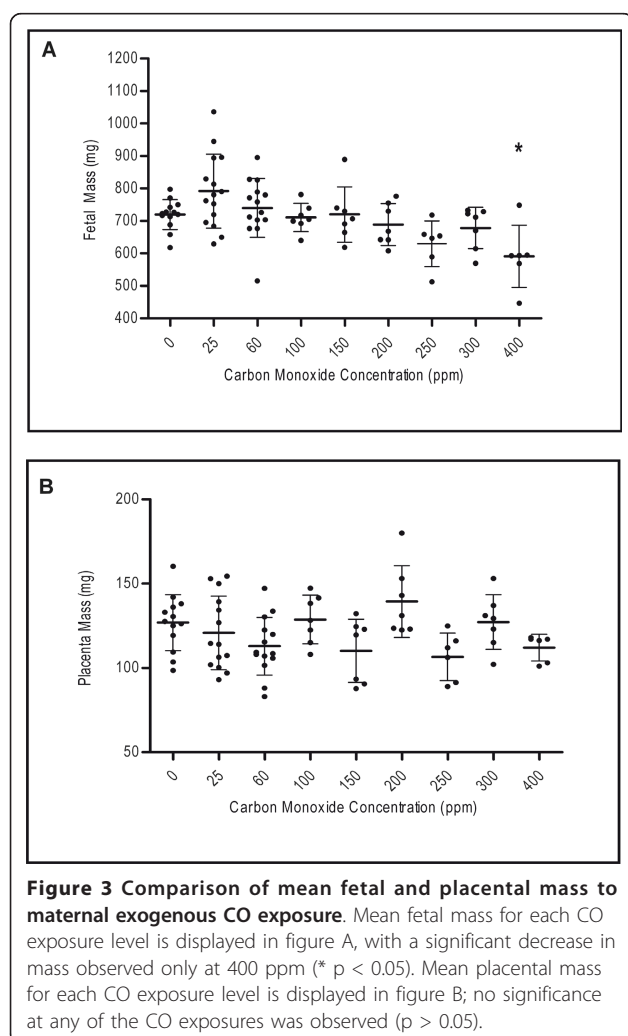 A
1200
1100
1000
900
800
700
600
500
400
Fetal Mass (mg)
*
0 25 60 100 150 200 250 300 400
Carbon Monoxide Concentration (ppm)
B
200
150
100
50
Placenta Mass (mg)
0 25 60 100 150 200 250 300 400
Carbon Monoxide Concentration (ppm)
Figure 3 Comparison of mean fetal and placental mass to
maternal exogenous CO exposure. Mean fetal mass for each CO
exposure level is displayed in figure A, with a significant decrease in
mass observed only at 400 ppm (* p < 0.05). Mean placental mass
for each CO exposure level is displayed in figure B; no significance
at any of the CO exposures was observed (p > 0.05).